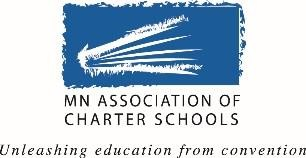 MN ASSOCIATION OF
CHARTER SCHOOLS
Unleashing education from convention